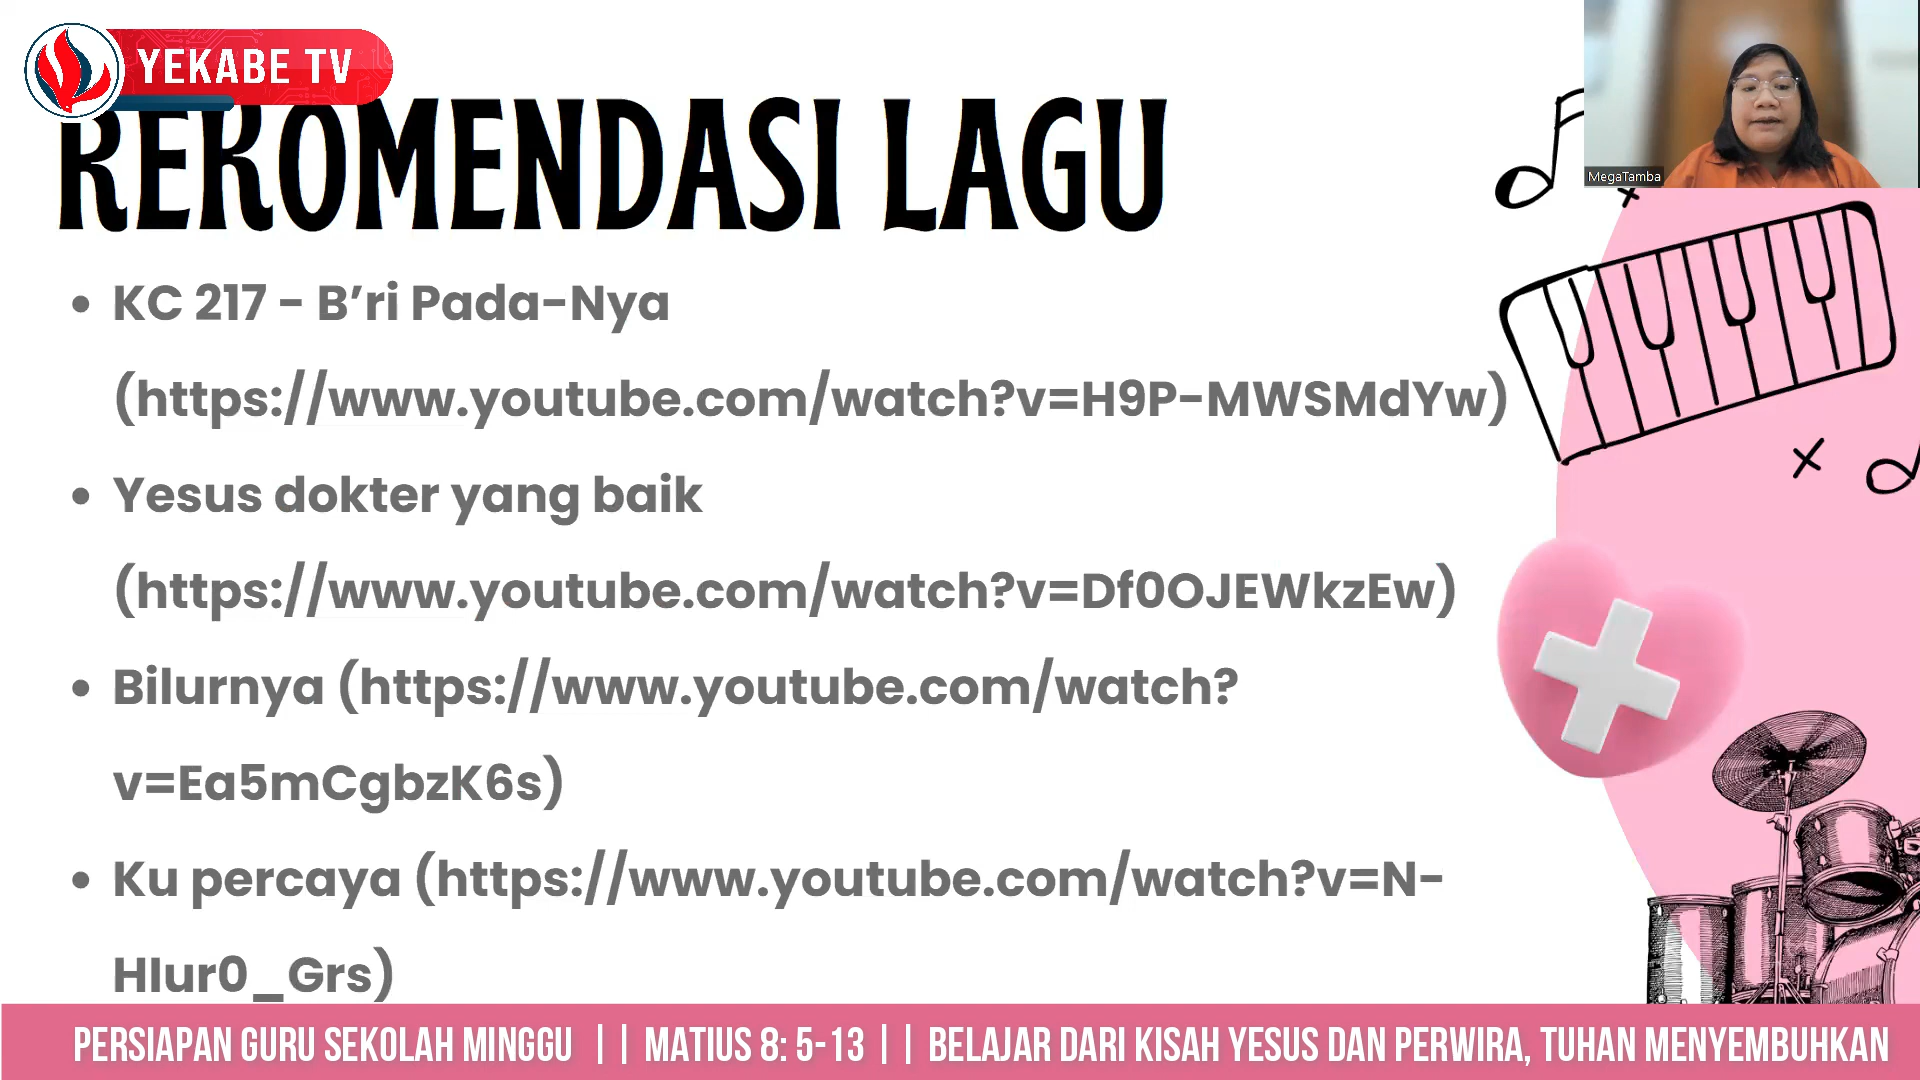 YEKABE TV
MegaTamba
REKOMENDASI LAGU
• KC 217 - B’ri Pada-Nya
(https://www.youtube.com/watch?v=H9P-MWSMdYw)
• Yesus dokter yang baik
(https://www.youtube.com/watch?v=Df0OJEWkzEw)
• Bilurnya (https://www.youtube.com/watch?
v=Ea5mCgbzK6s)
• Ku percaya (https://www.youtube.com/watch?v=N-
HIur0_Grs)
PERSIAPAN GURU SEKOLAH MINGGU || MATIUS 8: 5-13 || BELAJAR DARI KISAH YESUS DAN PERWIRA, TUHAN MENYEMBUHKAN